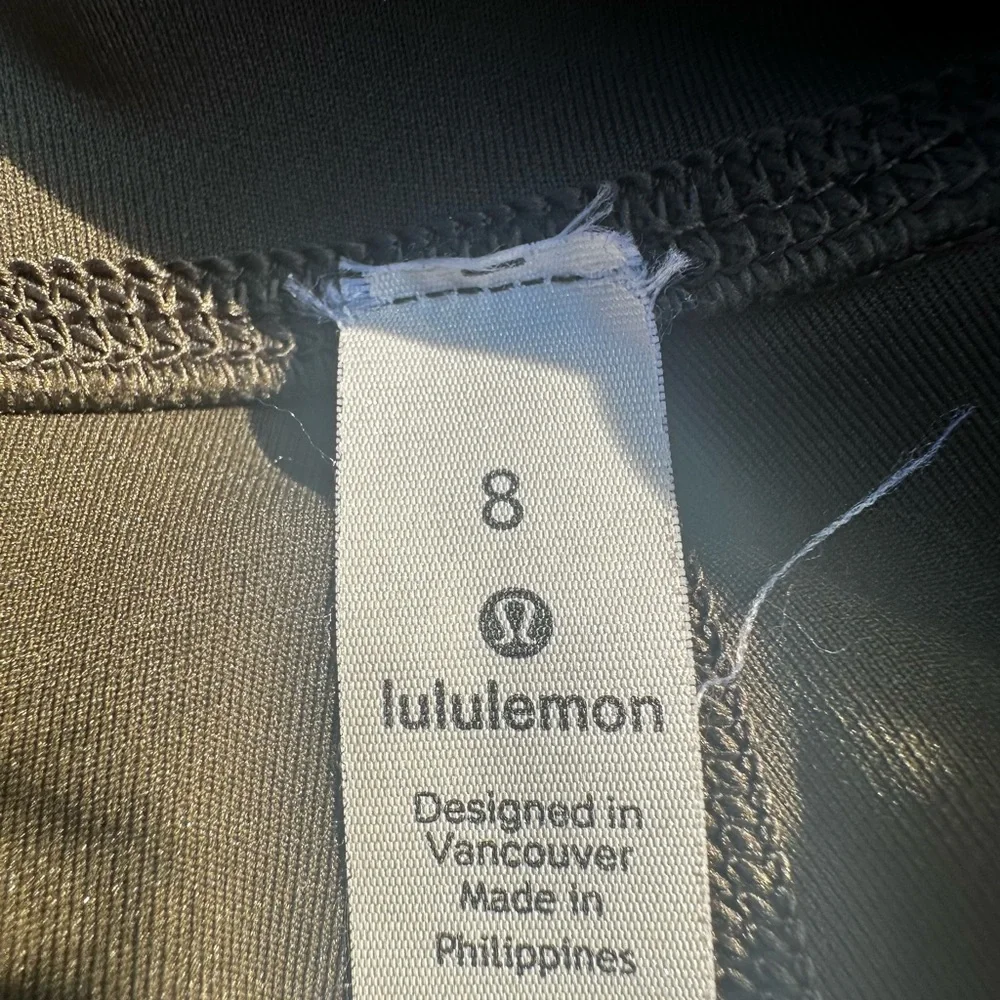 8
lululemon
Designed in
Vancouver
Made in
Philippines